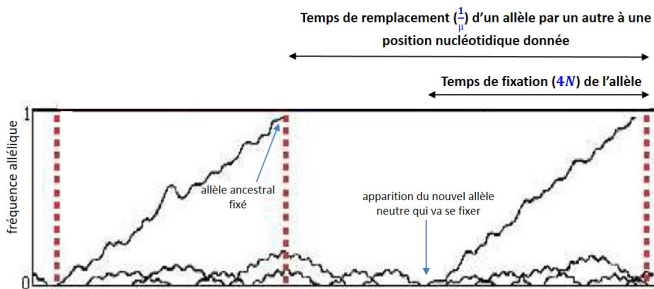 Temps de remplacement (1/μ) d'un allèle par un autre à une
position nucléotidique donnée
Temps de fixation (4N) de l'allèle
1
fréquence allélique
allèle ancestral
fixé
apparition du nouvel allèle
neutre qui va se fixer
0